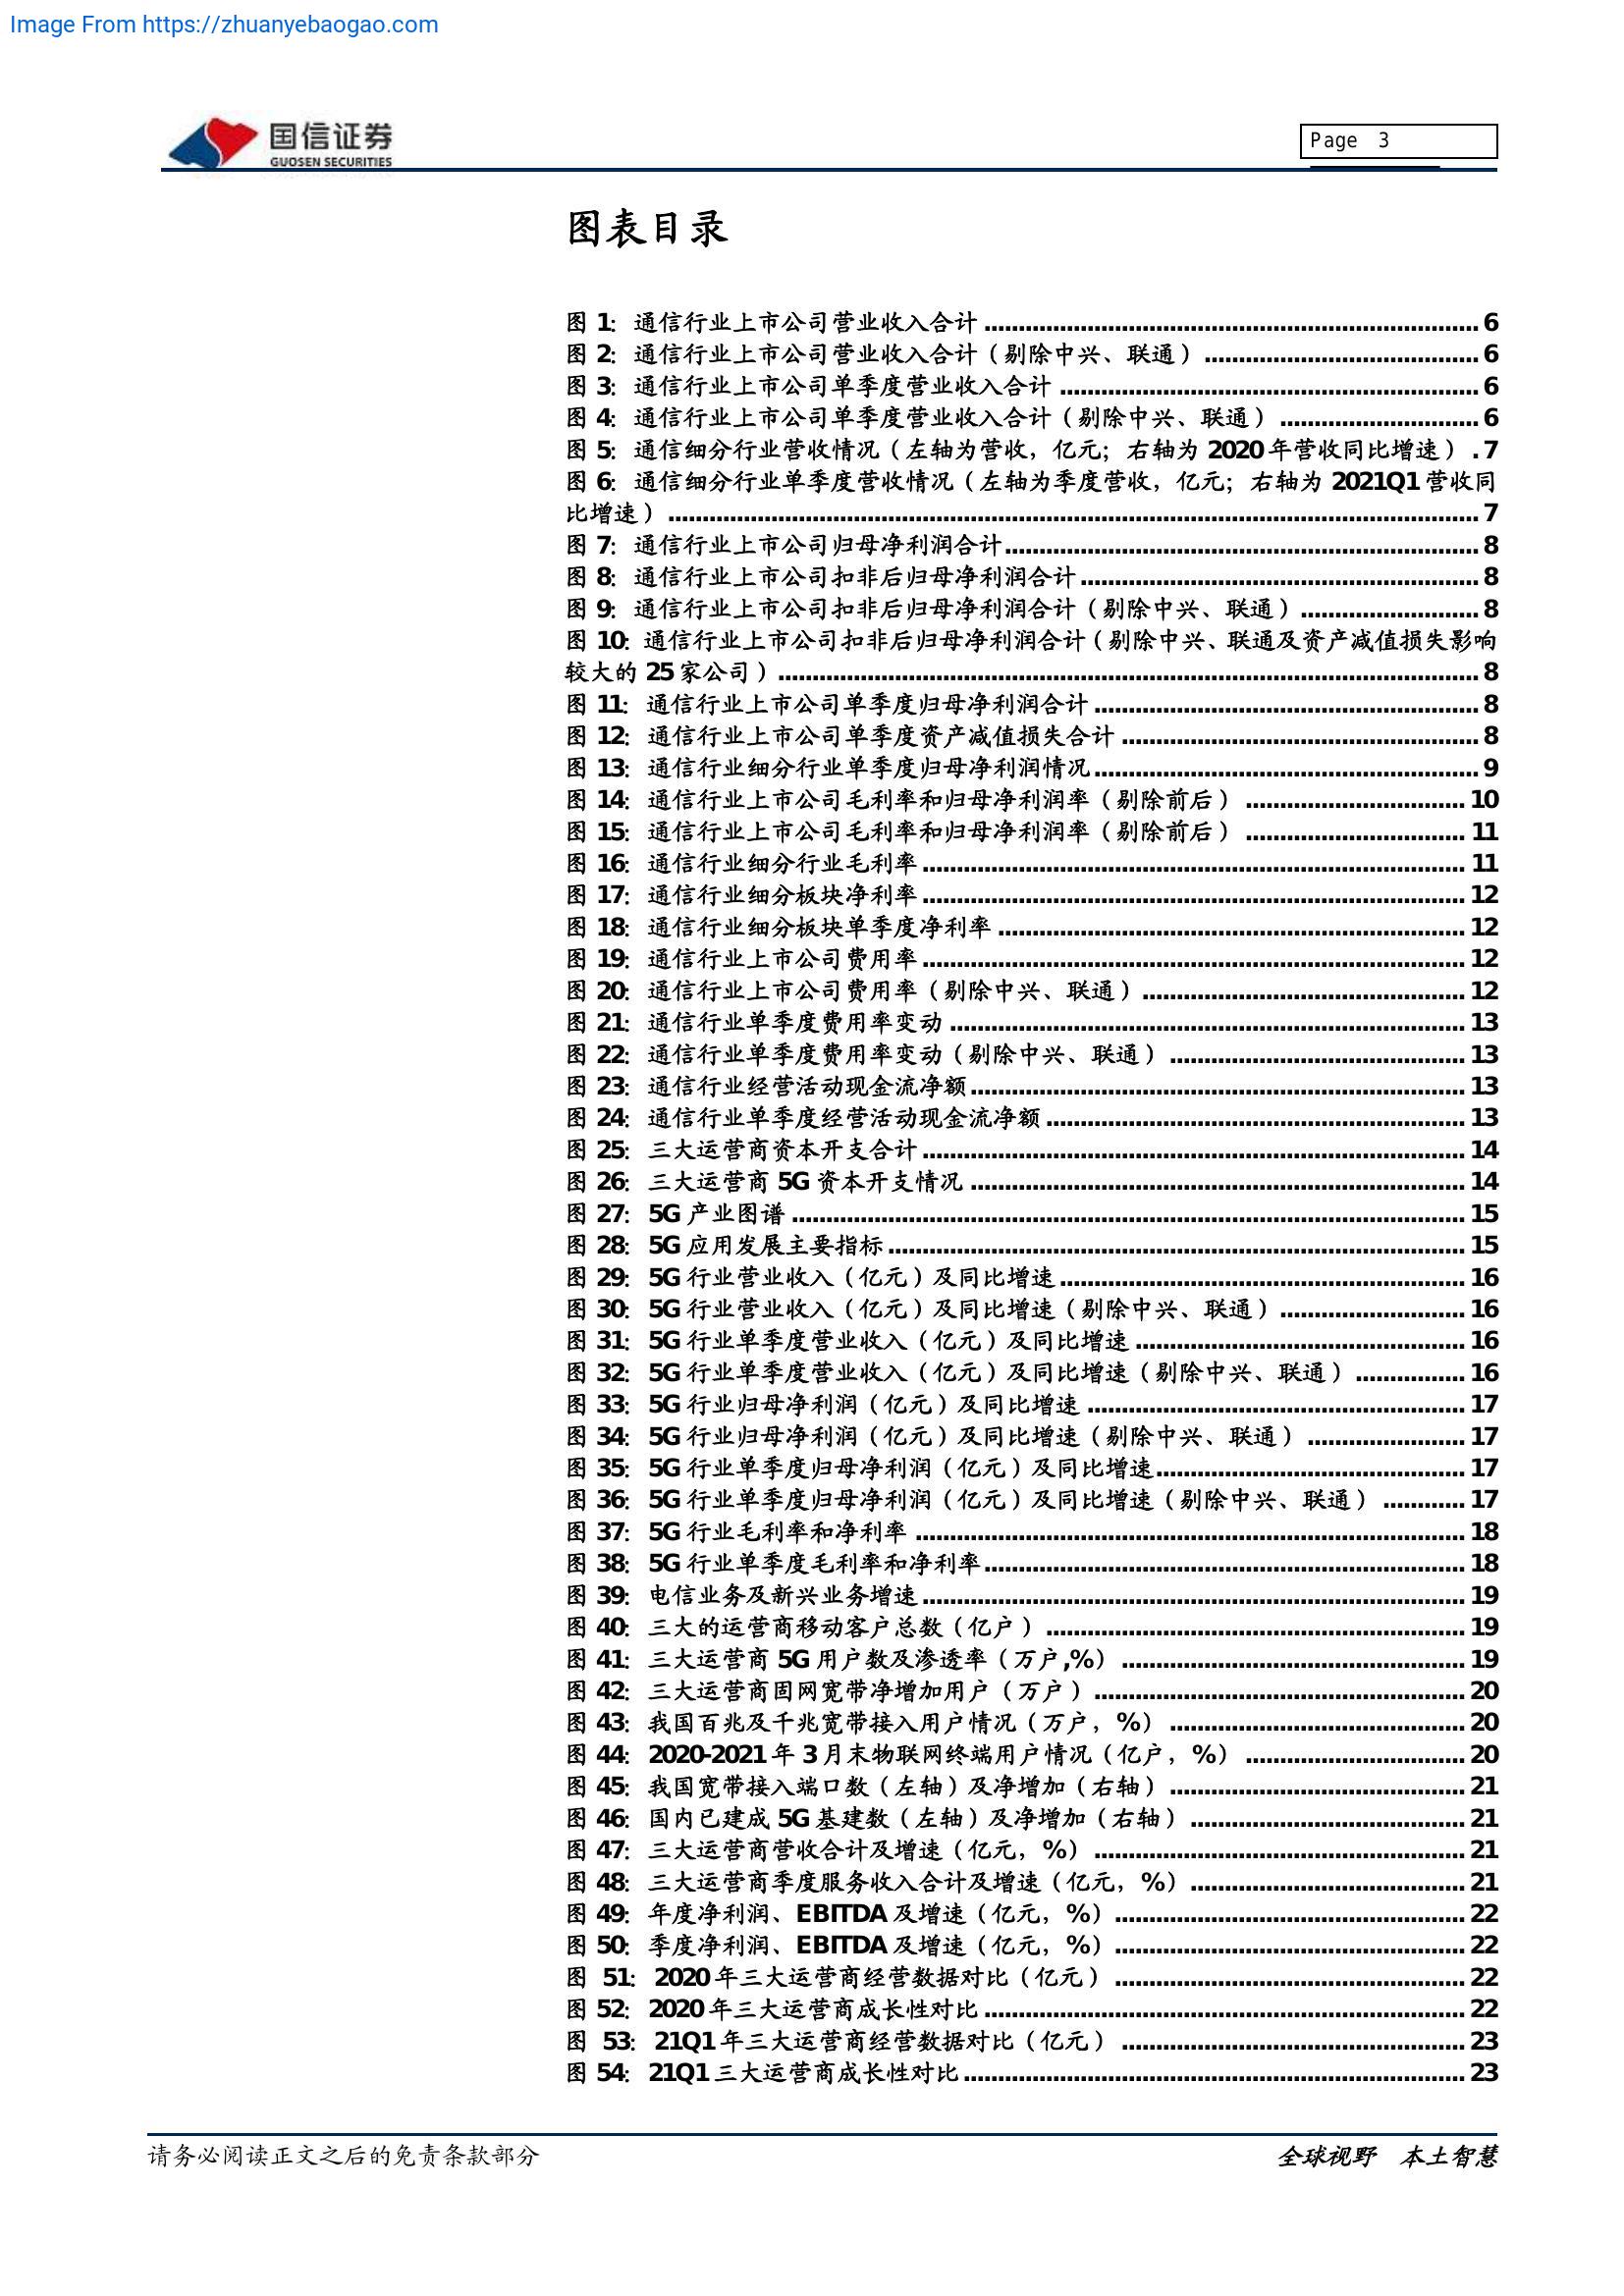 Image From https://zhuanyebaogao.com
国信证券
GUOSEN SECURITIES
Page 3
图表目录
图 1: 通信行业上市公司营业收入合计 ........ 6
图 2: 通信行业上市公司营业收入合计（剔除中兴、联通） ........ 6
图 3: 通信行业上市公司单季度营业收入合计 ........ 6
图 4: 通信行业上市公司单季度营业收入合计（剔除中兴、联通） ........ 6
图 5: 通信细分行业营收情况（左轴为营收，亿元；右轴为 2020 年营收同比增速） . 7
图 6: 通信细分行业单季度营收情况（左轴为季度营收，亿元；右轴为 2021Q1 营收同
比增速） ........ 7
图 7: 通信行业上市公司归母净利润合计 ........ 8
图 8: 通信行业上市公司扣非后归母净利润合计 ........ 8
图 9: 通信行业上市公司扣非后归母净利润合计（剔除中兴、联通） ........ 8
图 10: 通信行业上市公司扣非后归母净利润合计（剔除中兴、联通及资产减值损失影响
较大的 25 家公司） ........ 8
图 11: 通信行业上市公司单季度归母净利润合计 ........ 8
图 12: 通信行业上市公司单季度资产减值损失合计 ........ 8
图 13: 通信行业细分行业单季度归母净利润情况 ........ 9
图 14: 通信行业上市公司毛利率和归母净利润率（剔除前后） ........ 10
图 15: 通信行业上市公司毛利率和归母净利润率（剔除前后） ........ 11
图 16: 通信行业细分行业毛利率 ........ 11
图 17: 通信行业细分板块净利率 ........ 12
图 18: 通信行业细分板块单季度净利率 ........ 12
图 19: 通信行业上市公司费用率 ........ 12
图 20: 通信行业上市公司费用率（剔除中兴、联通） ........ 12
图 21: 通信行业单季度费用率变动 ........ 13
图 22: 通信行业单季度费用率变动（剔除中兴、联通） ........ 13
图 23: 通信行业经营活动现金流净额 ........ 13
图 24: 通信行业单季度经营活动现金流净额 ........ 13
图 25: 三大运营商资本开支合计 ........ 14
图 26: 三大运营商 5G 资本开支情况 ........ 14
图 27: 5G 产业图谱 ........ 15
图 28: 5G 应用发展主要指标 ........ 15
图 29: 5G 行业营业收入（亿元）及同比增速 ........ 16
图 30: 5G 行业营业收入（亿元）及同比增速（剔除中兴、联通） ........ 16
图 31: 5G 行业单季度营业收入（亿元）及同比增速 ........ 16
图 32: 5G 行业单季度营业收入（亿元）及同比增速（剔除中兴、联通） ........ 16
图 33: 5G 行业归母净利润（亿元）及同比增速 ........ 17
图 34: 5G 行业归母净利润（亿元）及同比增速（剔除中兴、联通） ........ 17
图 35: 5G 行业单季度归母净利润（亿元）及同比增速 ........ 17
图 36: 5G 行业单季度归母净利润（亿元）及同比增速（剔除中兴、联通） ........ 17
图 37: 5G 行业毛利率和净利率 ........ 18
图 38: 5G 行业单季度毛利率和净利率 ........ 18
图 39: 电信业务及新兴业务增速 ........ 19
图 40: 三大的运营商移动客户总数（亿户） ........ 19
图 41: 三大运营商 5G 用户数及渗透率（万户,%） ........ 19
图 42: 三大运营商固网宽带净增加用户（万户） ........ 20
图 43: 我国百兆及千兆宽带接入用户情况（万户，%） ........ 20
图 44: 2020-2021 年 3 月末物联网终端用户情况（亿户，%） ........ 20
图 45: 我国宽带接入端口数（左轴）及净增加（右轴） ........ 21
图 46: 国内已建成 5G 基建数（左轴）及净增加（右轴） ........ 21
图 47: 三大运营商营收合计及增速（亿元，%） ........ 21
图 48: 三大运营商季度服务收入合计及增速（亿元，%） ........ 21
图 49: 年度净利润、EBITDA 及增速（亿元，%） ........ 22
图 50: 季度净利润、EBITDA 及增速（亿元，%） ........ 22
图 51: 2020 年三大运营商经营数据对比（亿元） ........ 22
图 52: 2020 年三大运营商成长性对比 ........ 22
图 53: 21Q1 年三大运营商经营数据对比（亿元） ........ 23
图 54: 21Q1 三大运营商成长性对比 ........ 23
请务必阅读正文之后的免责条款部分
全球视野 本土智慧